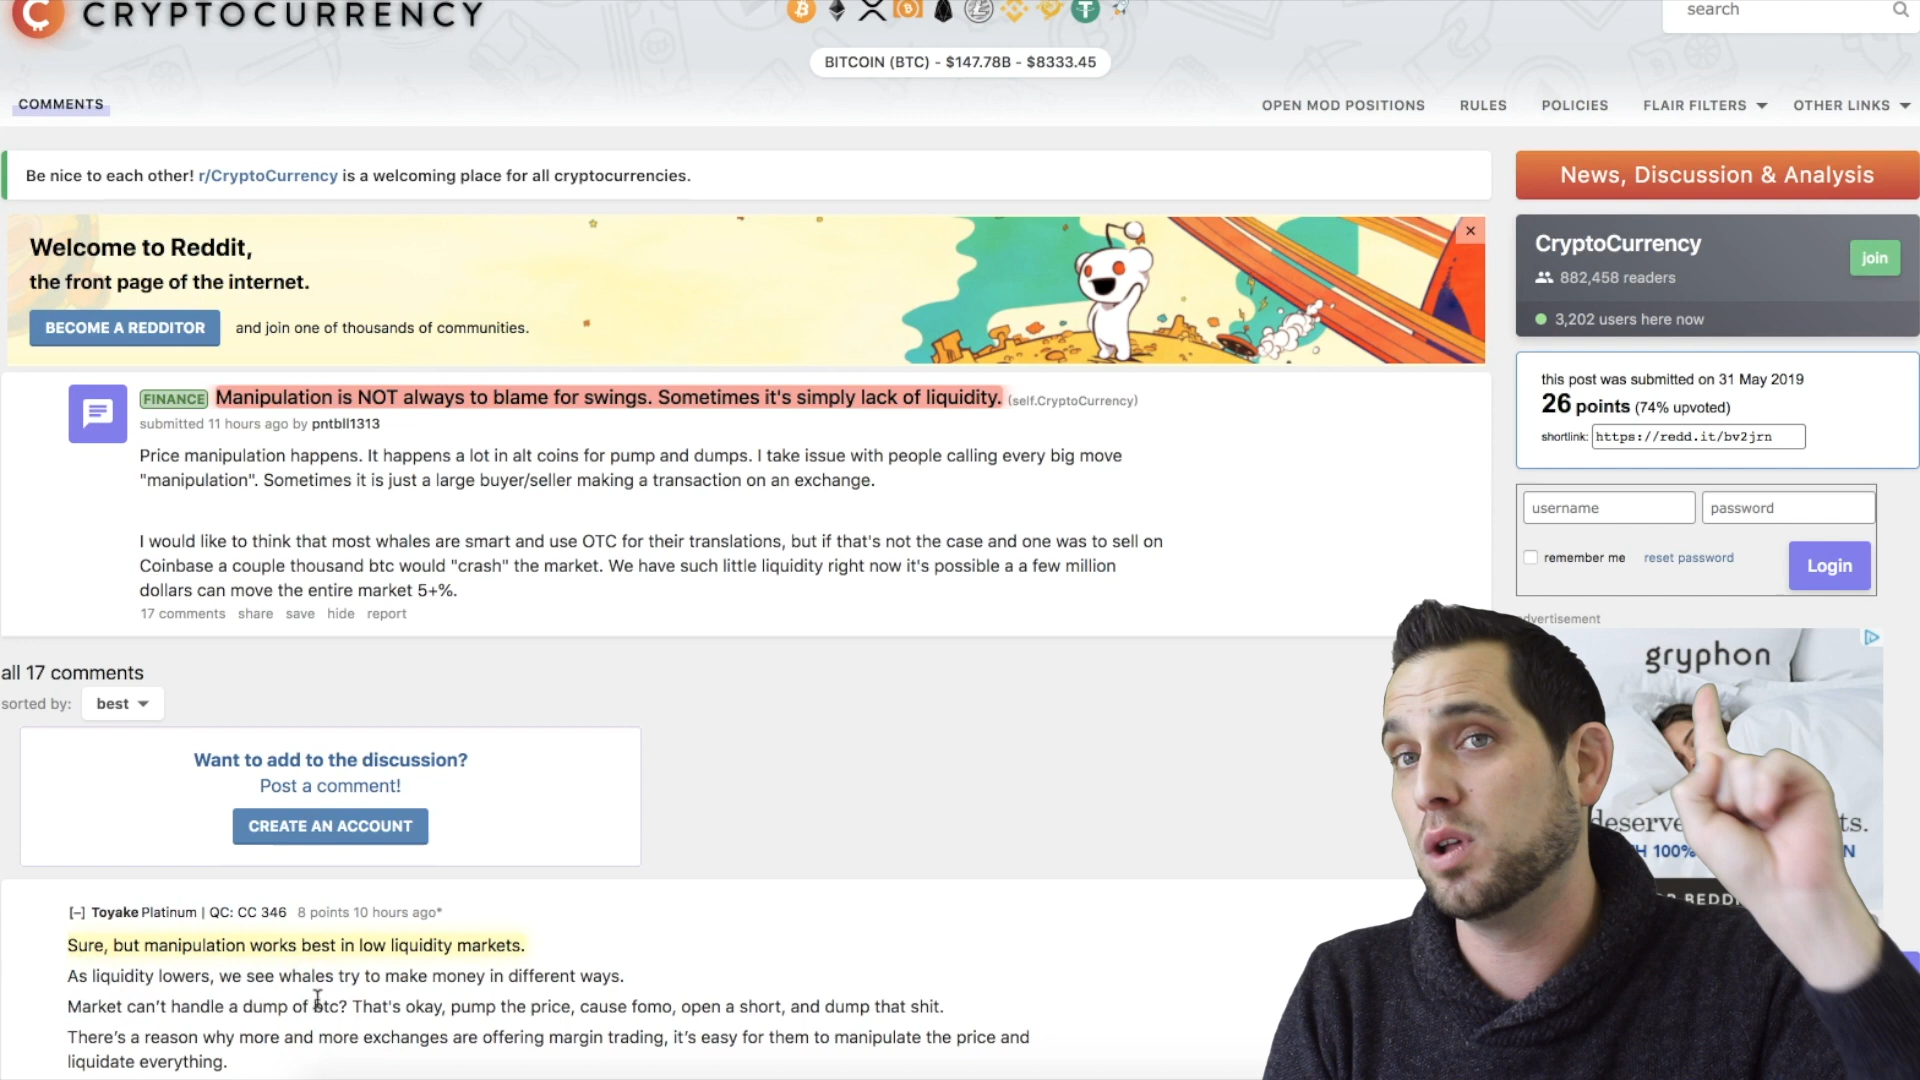 CRYPTOCURRENCY
search
BITCOIN (BTC) - $147.78B - $8333.45
COMMENTS
OPEN MOD POSITIONS RULES POLICIES FLAIR FILTERS OTHER LINKS
Be nice to each other! r/CryptoCurrency is a welcoming place for all cryptocurrencies.
News, Discussion & Analysis
Welcome to Reddit,
the front page of the internet.
BECOME A REDDITOR and join one of thousands of communities.
CryptoCurrency
join
882,458 readers
3,202 users here now
this post was submitted on 31 May 2019
26 points (74% upvoted)
shortlink: https://redd.it/bv2jrn
username password
remember me reset password
Login
FINANCE Manipulation is NOT always to blame for swings. Sometimes it's simply lack of liquidity. (self.CryptoCurrency)
submitted 11 hours ago by pntbll1313
Price manipulation happens. It happens a lot in alt coins for pump and dumps. I take issue with people calling every big move
"manipulation". Sometimes it is just a large buyer/seller making a transaction on an exchange.
I would like to think that most whales are smart and use OTC for their translations, but if that's not the case and one was to sell on
Coinbase a couple thousand btc would "crash" the market. We have such little liquidity right now it's possible a a few million
dollars can move the entire market 5+%.
17 comments share save hide report
dvertisement
gryphon
deserve ts.
H 100% N
all 17 comments
sorted by: best
Want to add to the discussion?
Post a comment!
CREATE AN ACCOUNT
[–] Toyake Platinum | QC: CC 346 8 points 10 hours ago*
Sure, but manipulation works best in low liquidity markets.
As liquidity lowers, we see whales try to make money in different ways.
Market can't handle a dump of btc? That's okay, pump the price, cause fomo, open a short, and dump that shit.
There's a reason why more and more exchanges are offering margin trading, it's easy for them to manipulate the price and
liquidate everything.